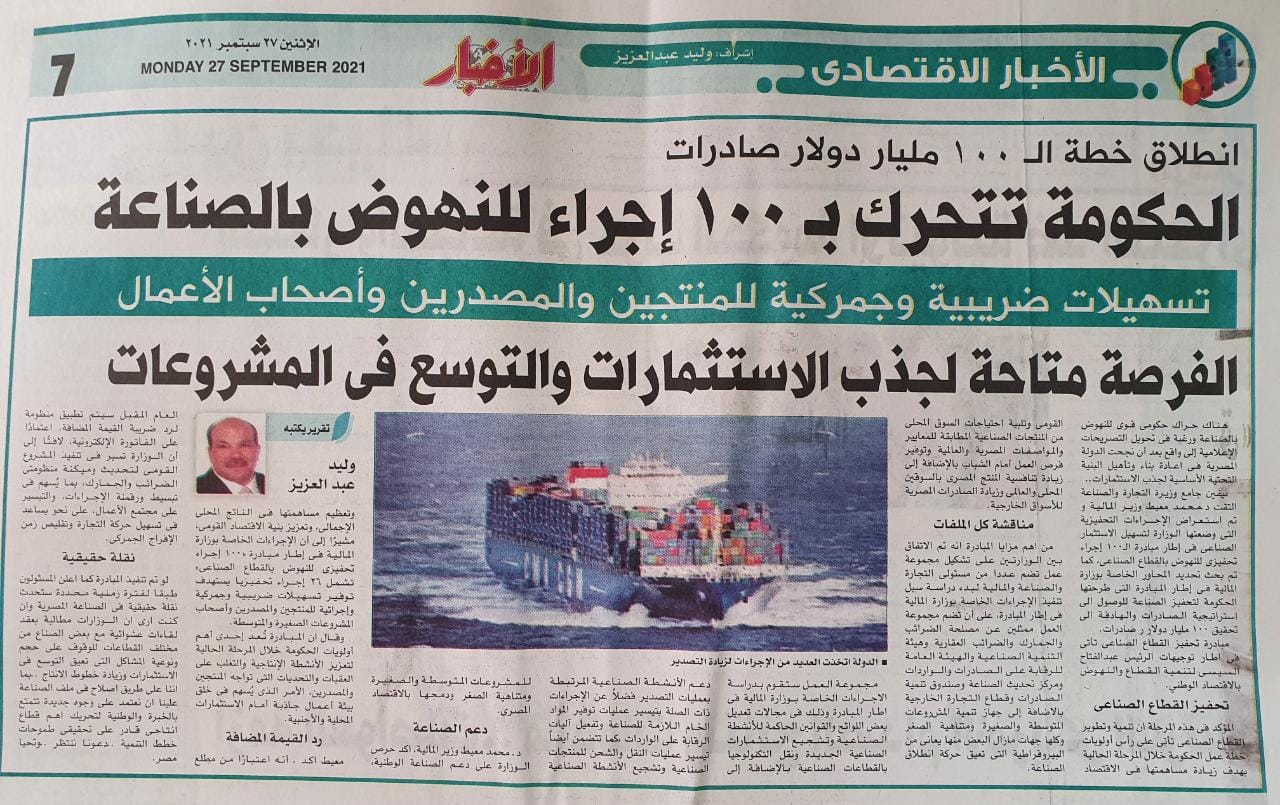 الأخبار الاقتصادى
إشراف: وليد عبدالعزيز
الأخبار
الإثنين ٢٧ سبتمبر ٢٠٢١
MONDAY 27 SEPTEMBER 2021
7
انطلاق خطة الـ ١٠٠ مليار دولار صادرات
الحكومة تتحرك بـ ١٠٠ إجراء للنهوض بالصناعة
تسهيلات ضريبية وجمركية للمنتجين والمصدرين وأصحاب الأعمال
الفرصة متاحة لجذب الاستثمارات والتوسع فى المشروعات
هناك حراك حكومى قوى للنهوض
بالصناعة ورغبة فى تحويل التصريحات
الإعلامية إلى واقع بعد أن نجحت الدولة
المصرية فى اعادة بناء وتأهيل البنية
التحتية الأساسية لجذب الاستثمارات..
نيفين جامع وزيرة التجارة والصناعة
التقت د محمد معيط وزير المالية و
تم استعراض الإجراءات التحفيزية
التى وضعتها الوزارة لتسهيل الاستثمار
الصناعى فى إطار مبادرة الـ١٠٠ إجراء
تحفيزى للنهوض بالقطاع الصناعى، كما
تم بحث تحديد المحاور الخاصة بوزارة
المالية فى إطار المبادرة التى طرحتها
الحكومة لتحفيز الصناعة للوصول الى
استراتيجية الصادرات والهادفة الى
تحقيق ١٠٠ مليار دولار صادرات.
مبادرة تحفيز الصناعى تأتى
فى إطار توجيهات الرئيس عبدالفتاح
السيسى لتنمية القطاع والنهوض
بالاقتصاد الوطنى.
تحفيز القطاع الصناعى
المؤكد فى هذه المرحلة ان تنمية وتطوير
القطاع الصناعى تأتى على رأس أولويات
خطة عمل الحكومة خلال المرحلة الحالية
بهدف زيادة مساهمتها فى الاقتصاد
القومى وتلبية احتياجات السوق المحلى
من المنتجات الصناعية المطابقة للمعايير
والمواصفات المصرية والعالمية وتوفير
فرص العمل أمام الشباب بالإضافة إلى
زيادة تنافسية المنتج المصرى بالسوقين
المحلى والعالمى وزيادة الصادرات المصرية
للأسواق الخارجية.
مناقشة كل الملفات
من اهم مزايا المبادرة انه تم الاتفاق
بين الوزارتين على تشكيل مجموعة
عمل تضم عددا من مسئولى التجارة
والصناعة والمالية لبدء دراسة سبل
تنفيذ الإجراءات الخاصة بوزارة المالية
فى إطار المبادرة، على أن تضم مجموعة
العمل ممثلين عن مصلحة الضرائب
والجمارك والضرائب العقارية وهيئة
التنمية الصناعية والهيئة العامة
للرقابة على الصادرات والواردات
ومركز تحديث الصناعة وصندوق تنمية
الصادرات وقطاع التجارة الخارجية
بالاضافة إلى جهاز تنمية المشروعات
المتوسطة والصغيرة ومتناهية الصغر
وكلها جهات مازال البعض منها يعانى من
البيروقراطية التى تعيق حركة انطلاق
الصناعة.
CMA CGM
■ الدولة اتخذت العديد من الإجراءات لزيادة التصدير
مجموعة العمل ستقوم بدراسة
الاجراءات الخاصة بوزارة المالية فى
اطار المبادرة وذلك فى مجالات تعديل
بعض اللوائح والقوانين الحاكمة للأنشطة
الصناعية وتشجيع الاستثمارات
الصناعية الجديدة ونقل التكنولوجيا
بالقطاعات الصناعية بالإضافة إلى
دعم الأنشطة الصناعية المرتبطة
بعمليات التصدير فضلاً عن الإجراءات
ذات الصلة بتيسير عمليات توفير المواد
الخام اللازمة للصناعة وتفعيل آليات
الرقابة على الواردات كما تتضمن أيضاً
تيسير عمليات النقل والشحن للمنتجات
الصناعية وتشجيع الأنشطة الصناعية
للمشروعات المتوسطة والصغيرة
ومتناهية الصغر ودمجها بالاقتصاد
المصرى.
دعم الصناعة
د. محمد معيط وزير المالية، اكد حرص
الوزارة على دعم الصناعة الوطنية،
تقرير يكتبه
وليد
عبد العزيز
وتعظيم مساهمتها فى الناتج المحلى
الإجمالى، وتعزيز بنية الاقتصاد القومى،
مشيرًا إلى أن الإجراءات الخاصة بوزارة
المالية فى إطار مبادرة «١٠٠ إجراء
تحفيزى للنهوض بالقطاع الصناعى»،
تشمل ٢٦ إجراء تحفيزيا يستهدف
توفير تسهيلات ضريبية وجمركية
وإجرائية للمنتجين والمصدرين وأصحاب
المشروعات الصغيرة والمتوسطة.
وقال ان المبادرة تُعد إحدى أهم
أولويات الحكومة خلال المرحلة الحالية
لتعزيز الأنشطة الإنتاجية والتغلب على
العقبات والتحديات التى تواجه المنتجين
والمصدرين، الأمر الذى يُسهم فى خلق
بيئة أعمال جاذبة أمام الاستثمارات
المحلية والأجنبية.
رد القيمة المضافة
معيط اكد . أنه اعتبارًا من مطلع
العام المقبل سيتم تطبيق منظومة
لرد ضريبة القيمة المضافة. اعتمادًا
على الفاتورة الإلكترونية، لافتًا إلى
أن الوزارة تسير فى تنفيذ المشروع
القومى لتحديث وميكنة منظومتى
الضرائب والجمارك، بما يُسهم فى
تبسيط ورقمنة الإجراءات، والتيسير
على مجتمع الأعمال، على نحو يساعد
فى تسهيل حركة التجارة وتقليص زمن
الإفراج الجمركى.
نقلة حقيقية
لو تم تنفيذ المبادرة كما اعلن المسئولون
طبقا لفترة زمنية محددة ستحدث
نقلة حقيقية فى الصناعة المصرية وان
كنت ارى ان الوزارات مطالبة بعقد
لقاءات عشوائية مع بعض الصناع من
مختلف القطاعات للوقوف على حجم
ونوعية المشاكل التى تعيق التوسع فى
الاستثمارات وزيادة خطوط الانتاج ..بما
اننا على طريق اصلاح فى ملف الصناعة
علينا أن نعتمد على وجوه جديدة تتمتع
بالخبرة والوطنية لتحريك اهم قطاع
انتاجى قادر على تحقيقى طموحات
خطط التنمية .دعونا ننتظر ..وتحيا
مصر.